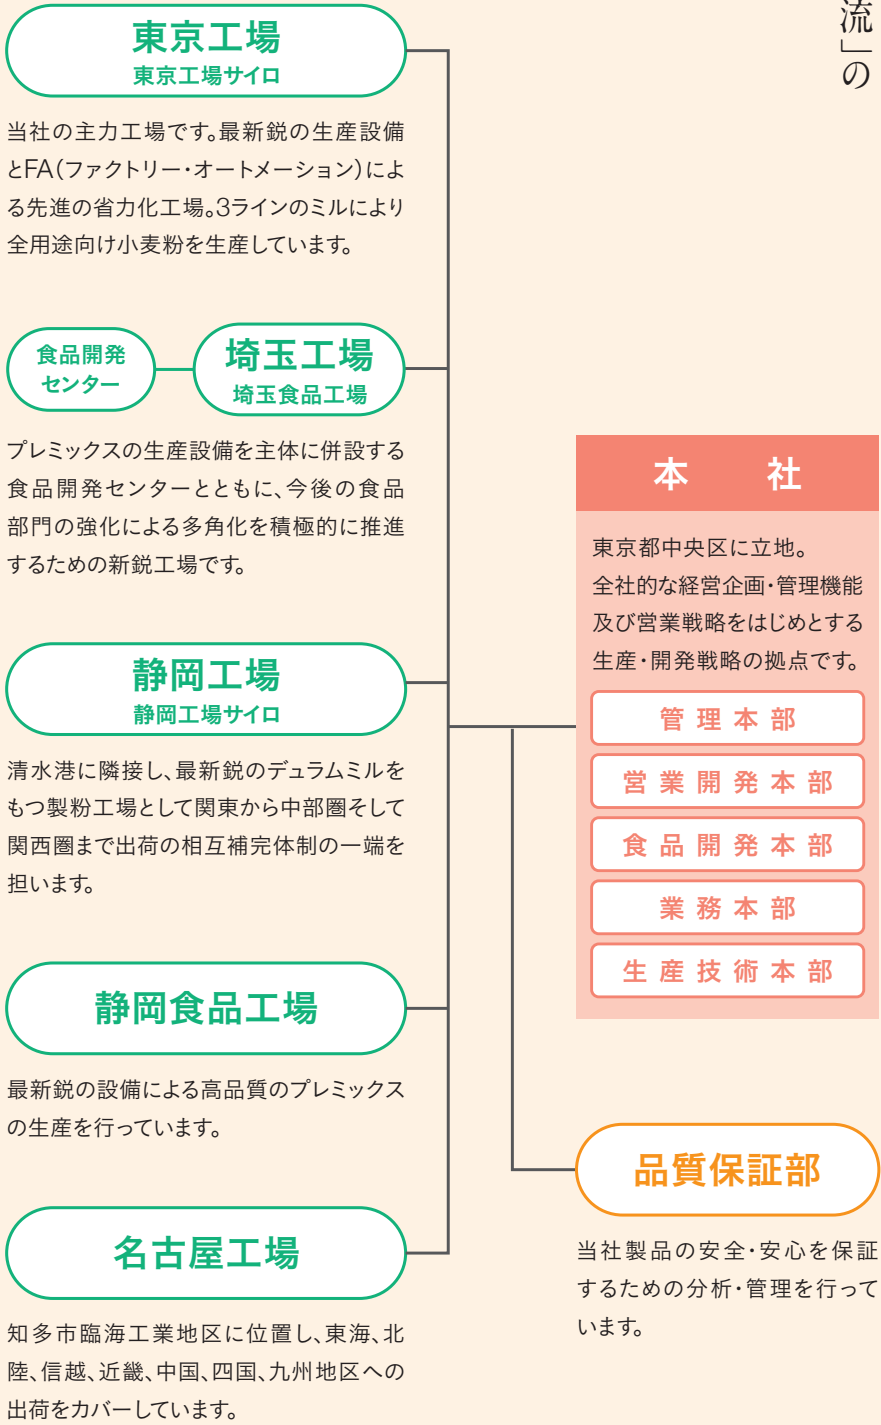 流」の
東京工場
東京工場サイロ
当社の主力工場です。最新鋭の生産設備
とFA(ファクトリー・オートメーション)によ
る先進の省力化工場。3ラインのミルにより
全用途向け小麦粉を生産しています。
食品開発
センター
埼玉工場
埼玉食品工場
プレミックスの生産設備を主体に併設する
食品開発センターとともに、今後の食品
部門の強化による多角化を積極的に推進
するための新鋭工場です。
静岡工場
静岡工場サイロ
清水港に隣接し、最新鋭のデュラムミルを
もつ製粉工場として関東から中部圏そして
関西圏まで出荷の相互補完体制の一端を
担います。
静岡食品工場
最新鋭の設備による高品質のプレミックス
の生産を行っています。
名古屋工場
知多市臨海工業地区に位置し、東海、北
陸、信越、近畿、中国、四国、九州地区への
出荷をカバーしています。
本 社
東京都中央区に立地。
全社的な経営企画・管理機能
及び営業戦略をはじめとする
生産・開発戦略の拠点です。
管理本部
営業開発本部
食品開発本部
業務本部
生産技術本部
品質保証部
当社製品の安全・安心を保証
するための分析・管理を行って
います。